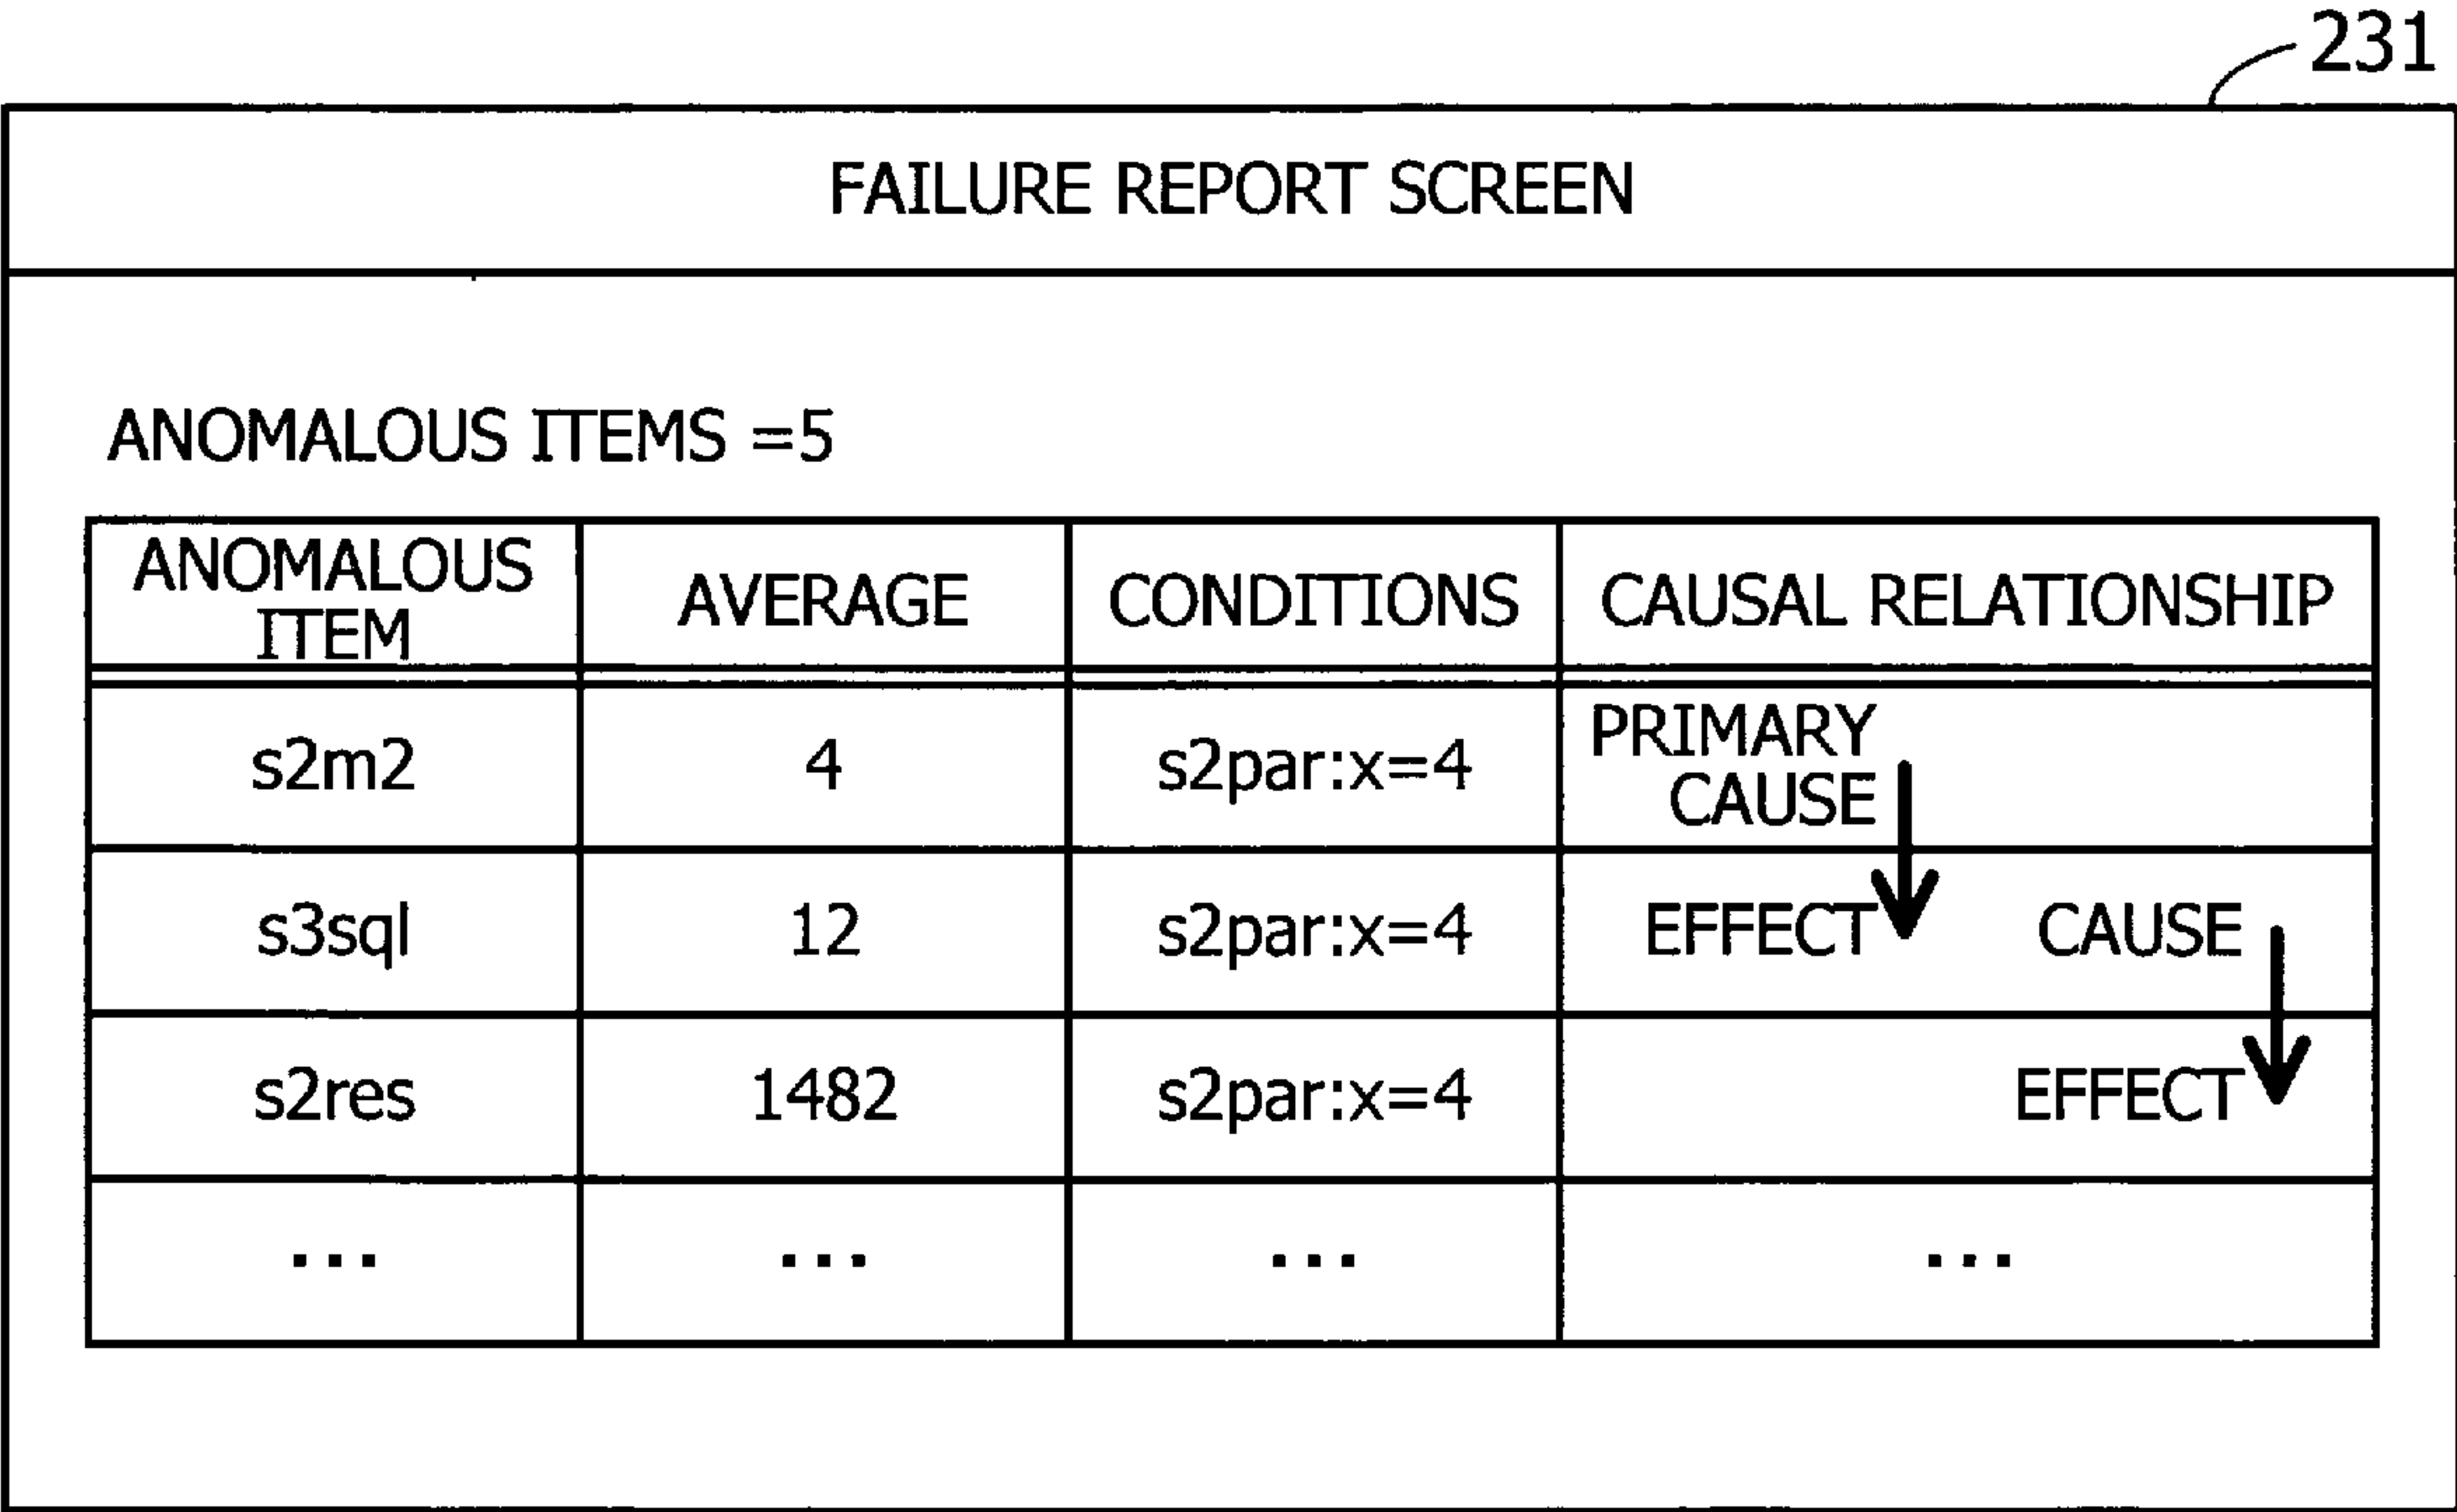 231
FAILURE REPORT SCREEN
ANOMALOUS ITEMS =5
ANOMALOUS ITEM AVERAGE CONDITIONS CAUSAL RELATIONSHIP
s2m2 4 s2par:x=4 PRIMARY CAUSE
s3sql 12 s2par:x=4 EFFECT CAUSE
s2res 1482 s2par:x=4 EFFECT
... ... ... ...